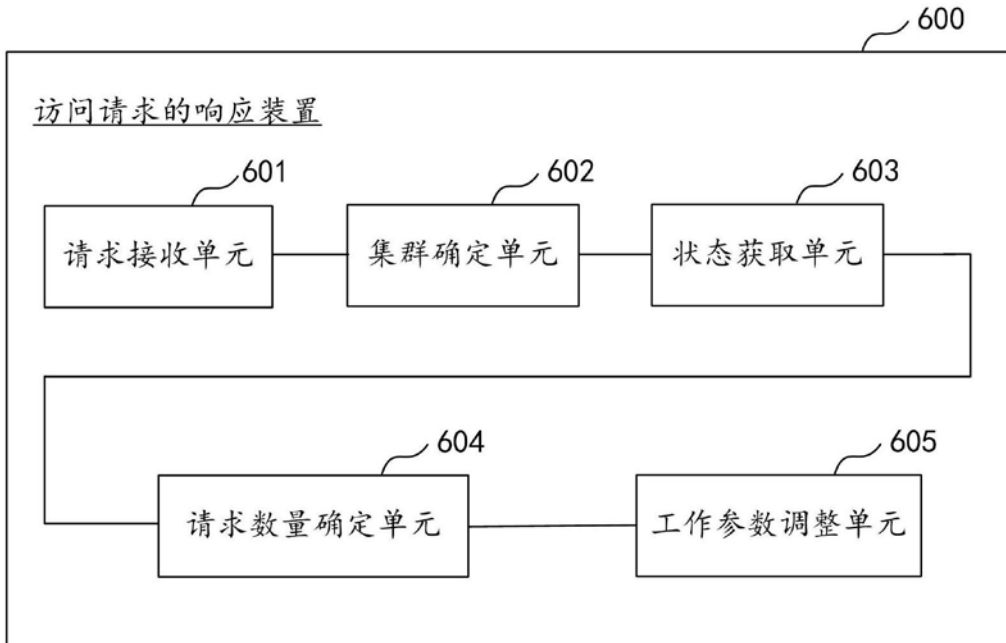 600
访问请求的响应装置
601
602
603
请求接收单元
集群确定单元
状态获取单元
604
605
请求数量确定单元
工作参数调整单元